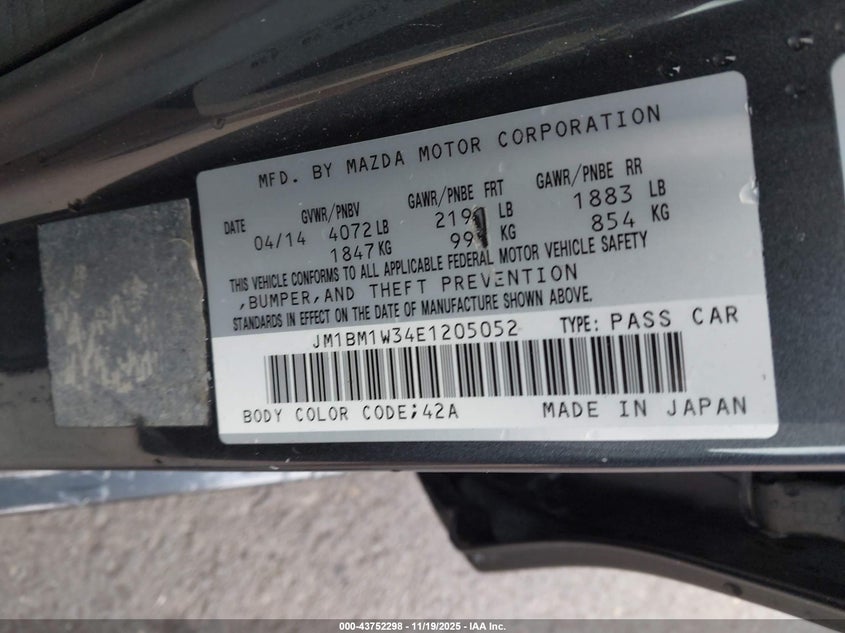 MFD. BY MAZDA MOTOR CORPORATION
DATE GVWR/PNBV GAWR/PNBE FRT GAWR/PNBE RR
04/14 4072 LB LB 1883 LB
1847 KG KG 854 KG
THIS VEHICLE CONFORMS TO ALL APPLICABLE FEDERAL MOTOR VEHICLE SAFETY
,BUMPER,AND THEFT PREVENTION
STANDARDS IN EFFECT ON THE DATE OF MANUFACTURE SHOWN ABOVE.
JM1BM1W34E1205052 TYPE: PASS CAR
BODY COLOR CODE;42A MADE IN JAPAN
000-43752298 - 11/19/2025 - IAA Inc.